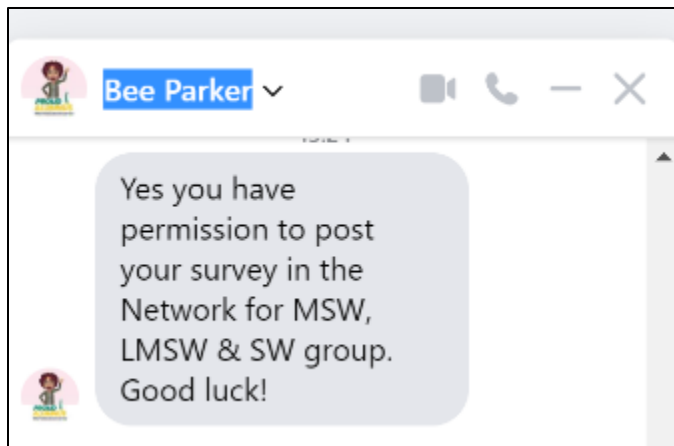 Bee Parker
Yes you have
permission to post
your survey in the
Network for MSW,
LMSW & SW group.
Good luck!